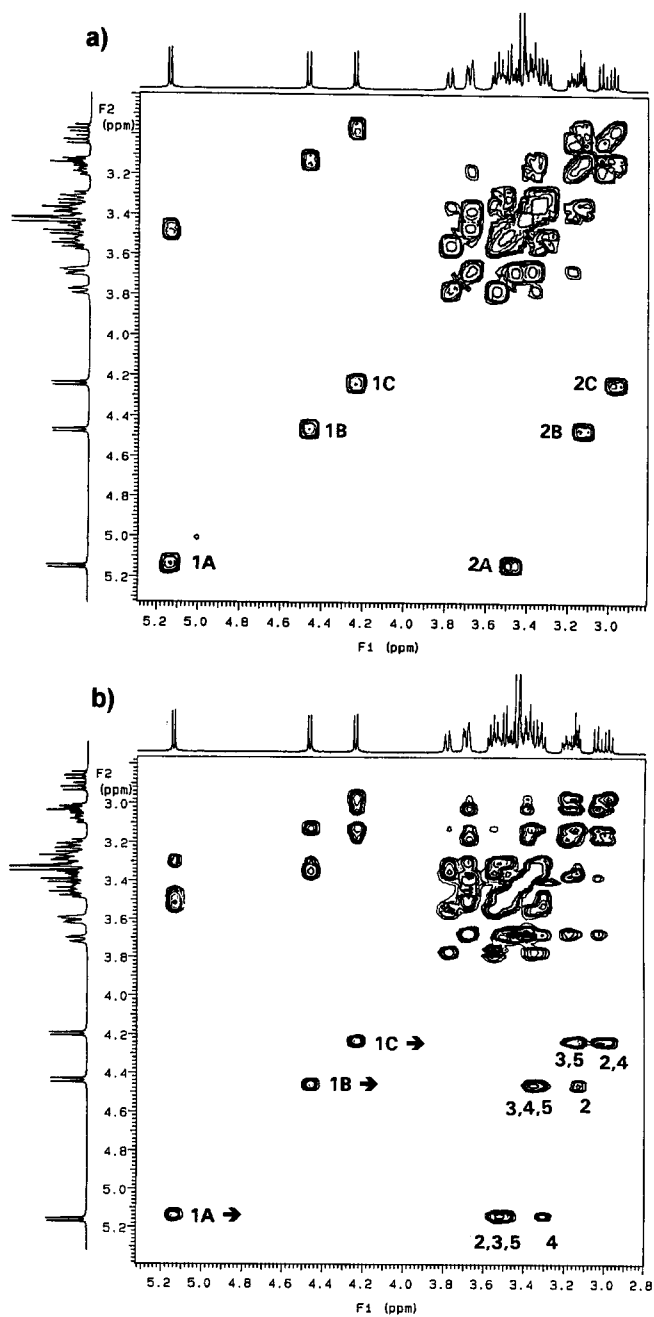 a)
F2
(ppm)
3.2
3.4
3.6
3.8
4.0
4.2
4.4
4.6
4.8
5.0
5.2
1C
2C
1B
2B
1A
2A
5.2 5.0 4.8 4.6 4.4 4.2 4.0 3.8 3.6 3.4 3.2 3.0
F1 (ppm)
b)
F2
(ppm)
3.0
3.2
3.4
3.6
3.8
4.0
4.2
4.4
4.6
4.8
5.0
5.2
1C →
3,5 2,4
1B →
3,4,5 2
1A →
2,3,5 4
5.2 5.0 4.8 4.6 4.4 4.2 4.0 3.8 3.6 3.4 3.2 3.0 2.8
F1 (ppm)